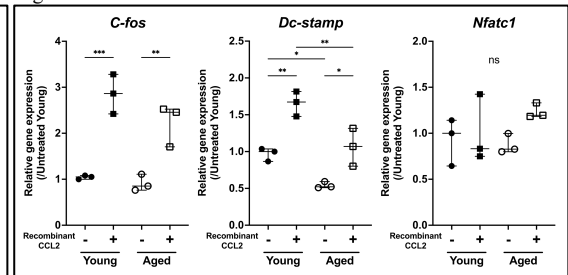 C-fos
Relative gene expression
(/Untreated Young)
4
3
2
1
0
***
**
Recombinant
CCL2
- + - +
Young Aged
Dc-stamp
Relative gene expression
(/Untreated Young)
2.5
2.0
1.5
1.0
0.5
0.0
**
*
**
*
Recombinant
CCL2
- + - +
Young Aged
Nfatc1
Relative gene expression
(/Untreated Young)
2.0
1.5
1.0
0.5
0.0
ns
Recombinant
CCL2
- + - +
Young Aged